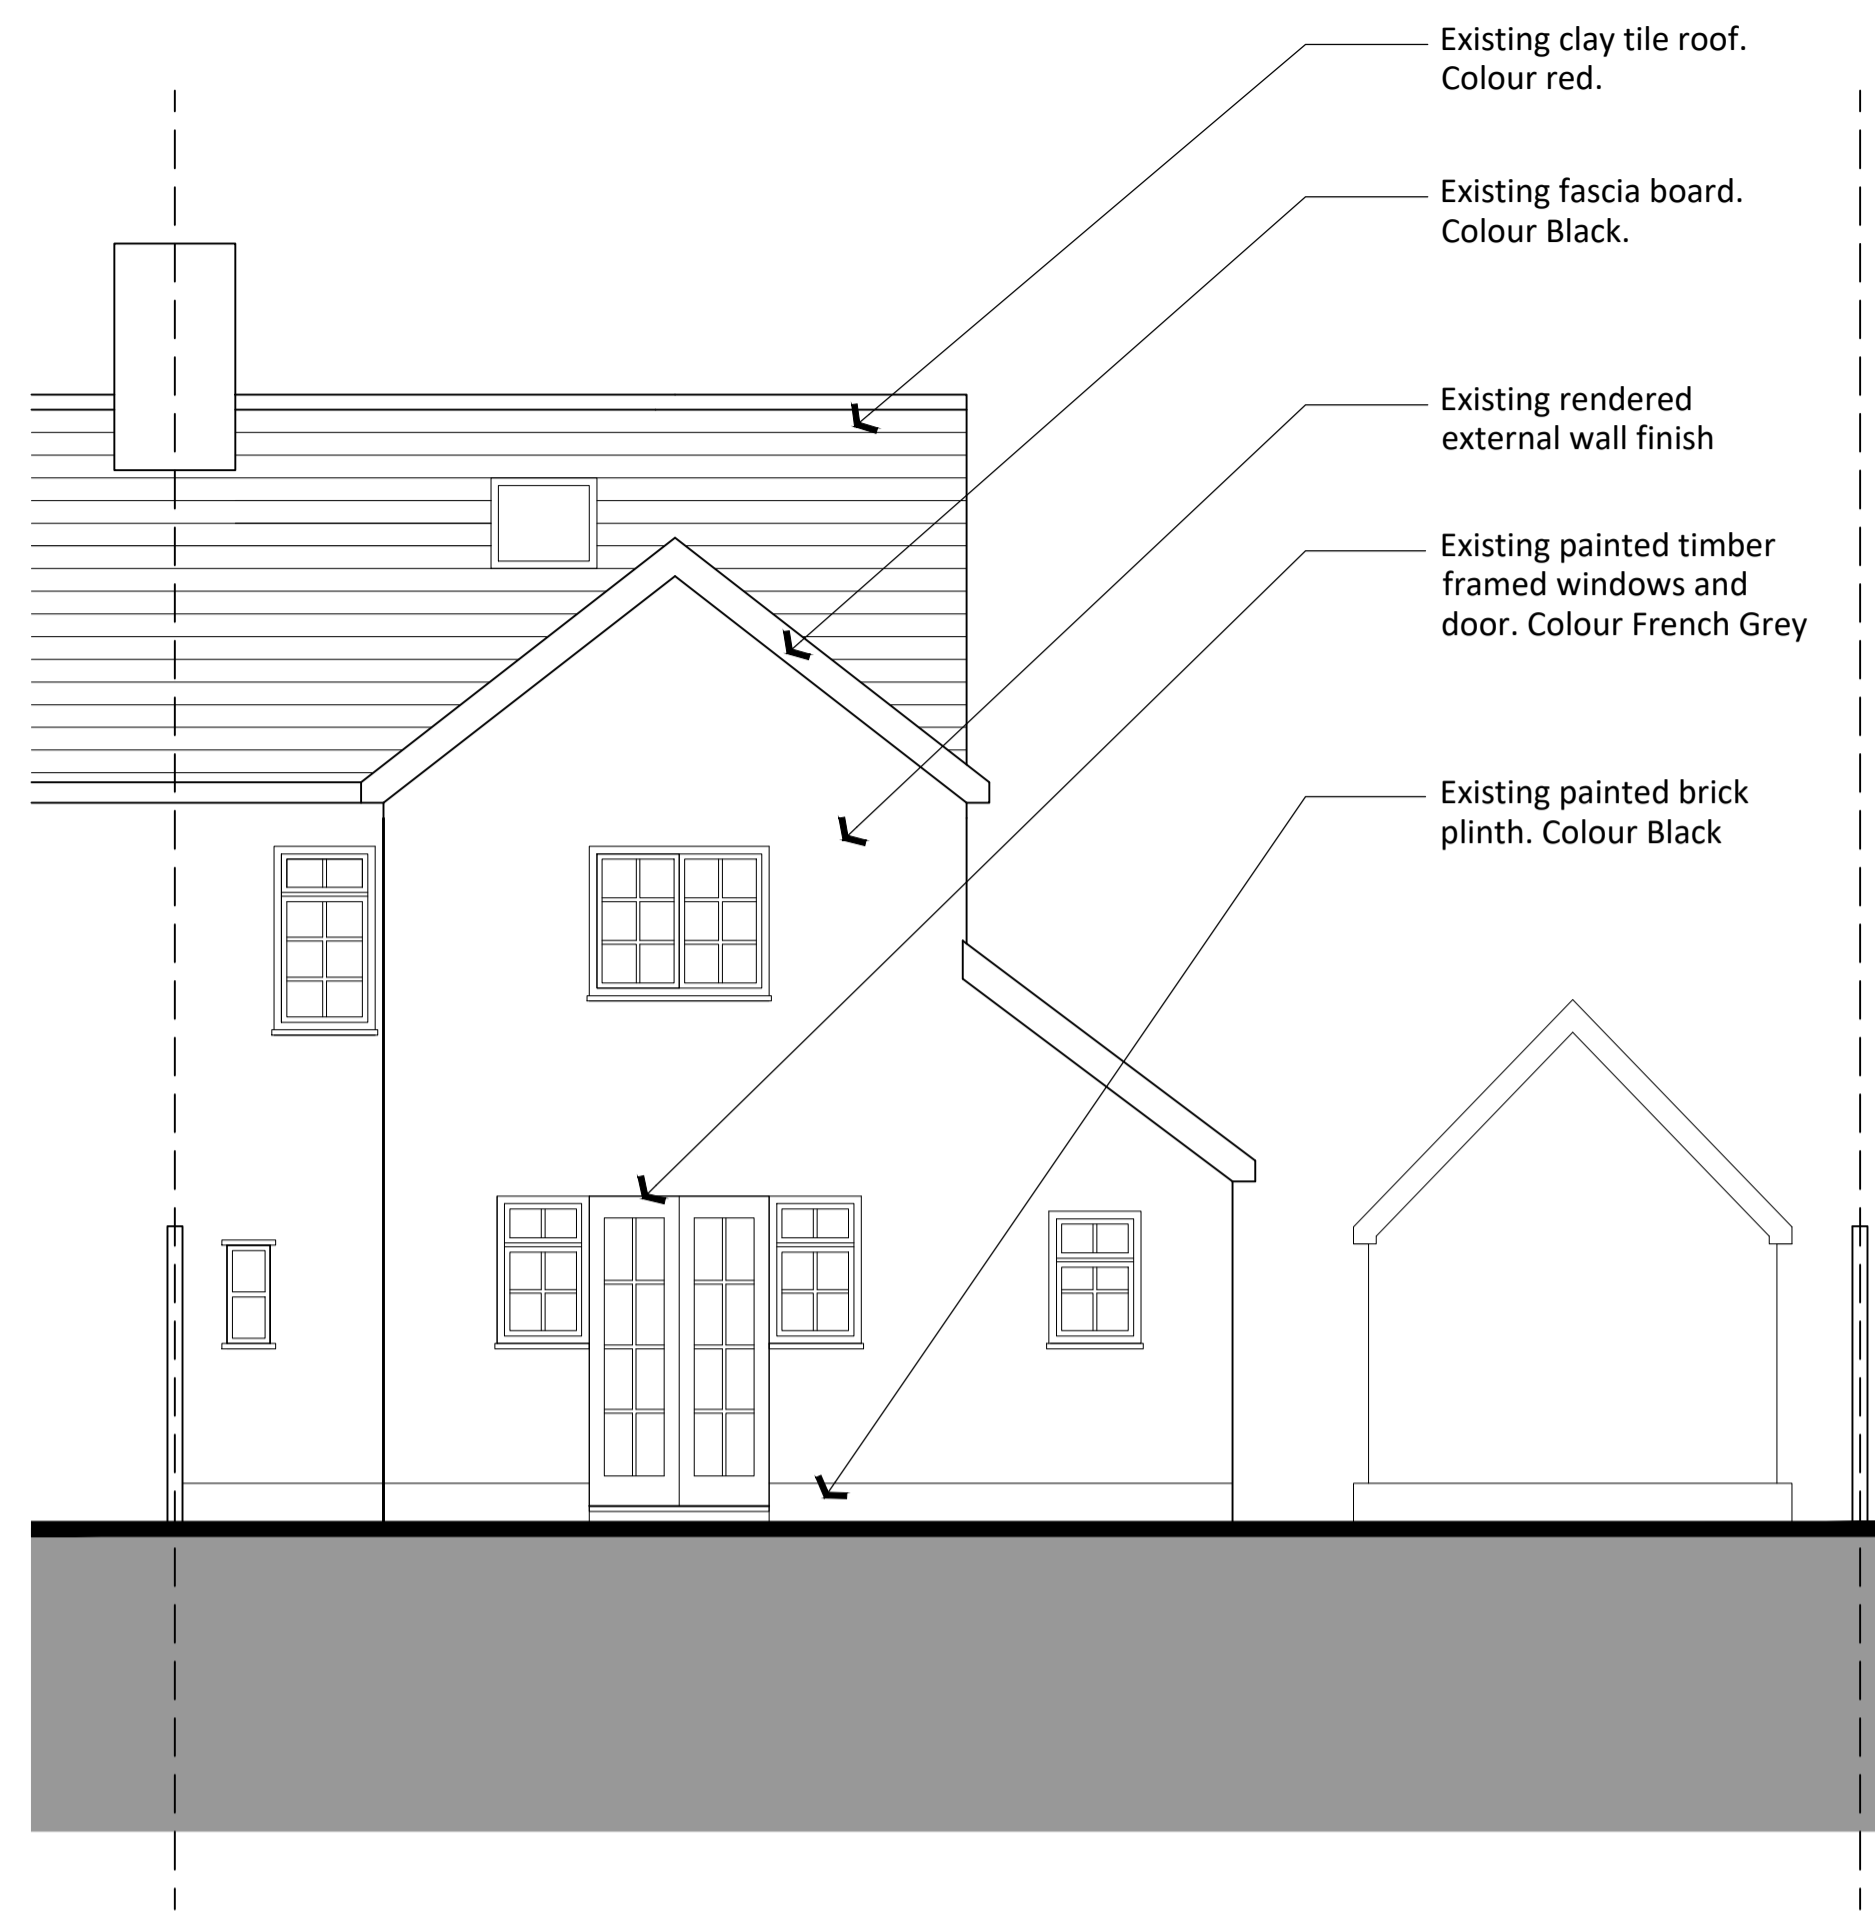 Existing clay tile roof.
Colour red.
Existing fascia board.
Colour Black.
Existing rendered
external wall finish
Existing painted timber
framed windows and
door. Colour French Grey
Existing painted brick
plinth. Colour Black